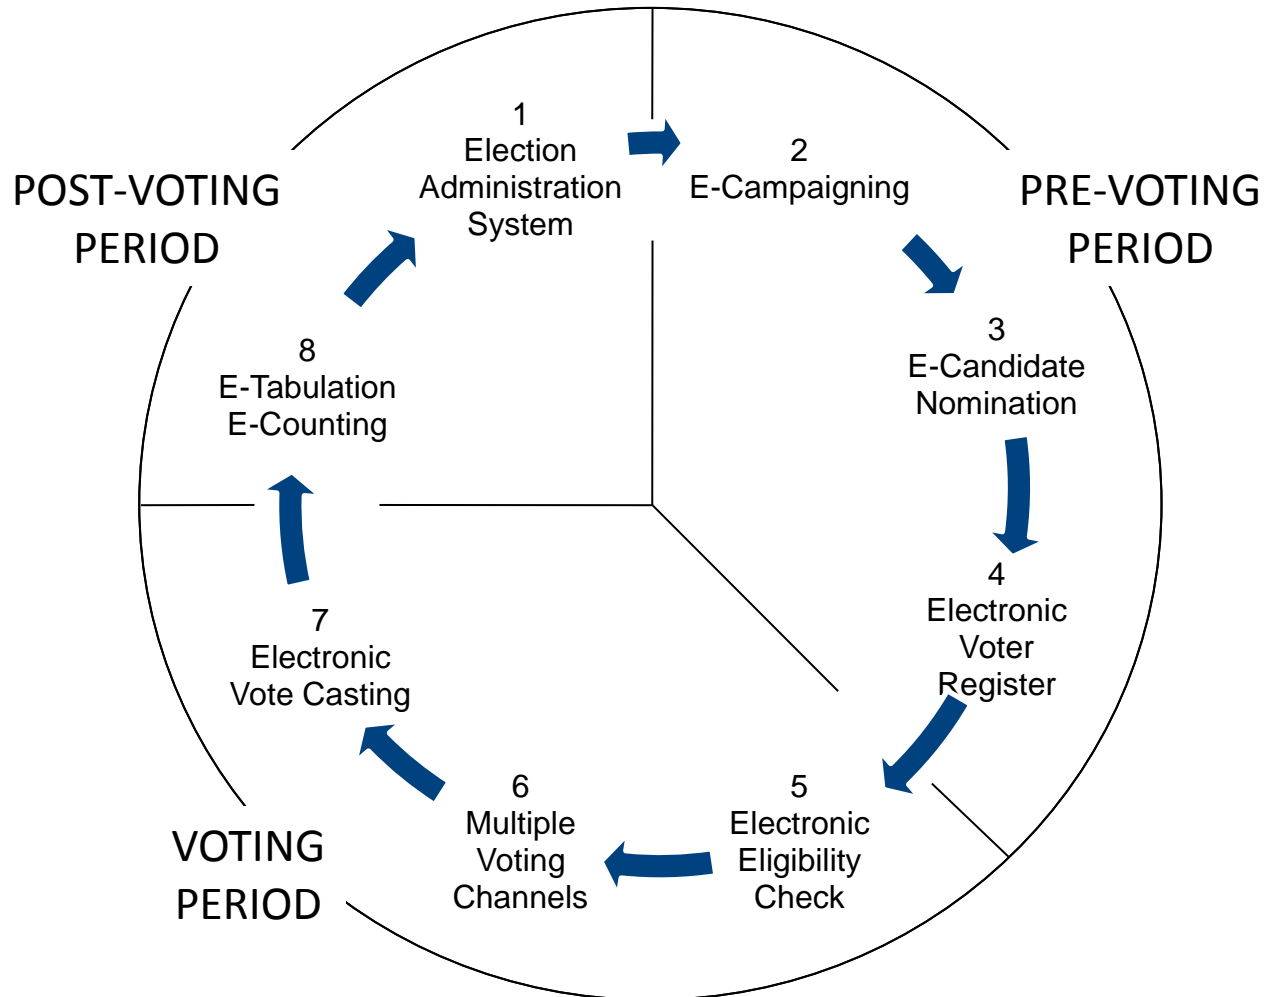 1
Election
Administration
System
2
E-Campaigning
POST-VOTING
PERIOD
PRE-VOTING
PERIOD
3
E-Candidate
Nomination
8
E-Tabulation
E-Counting
4
Electronic
Voter
Register
7
Electronic
Vote Casting
6
Multiple
Voting
Channels
5
Electronic
Eligibility
Check
VOTING
PERIOD